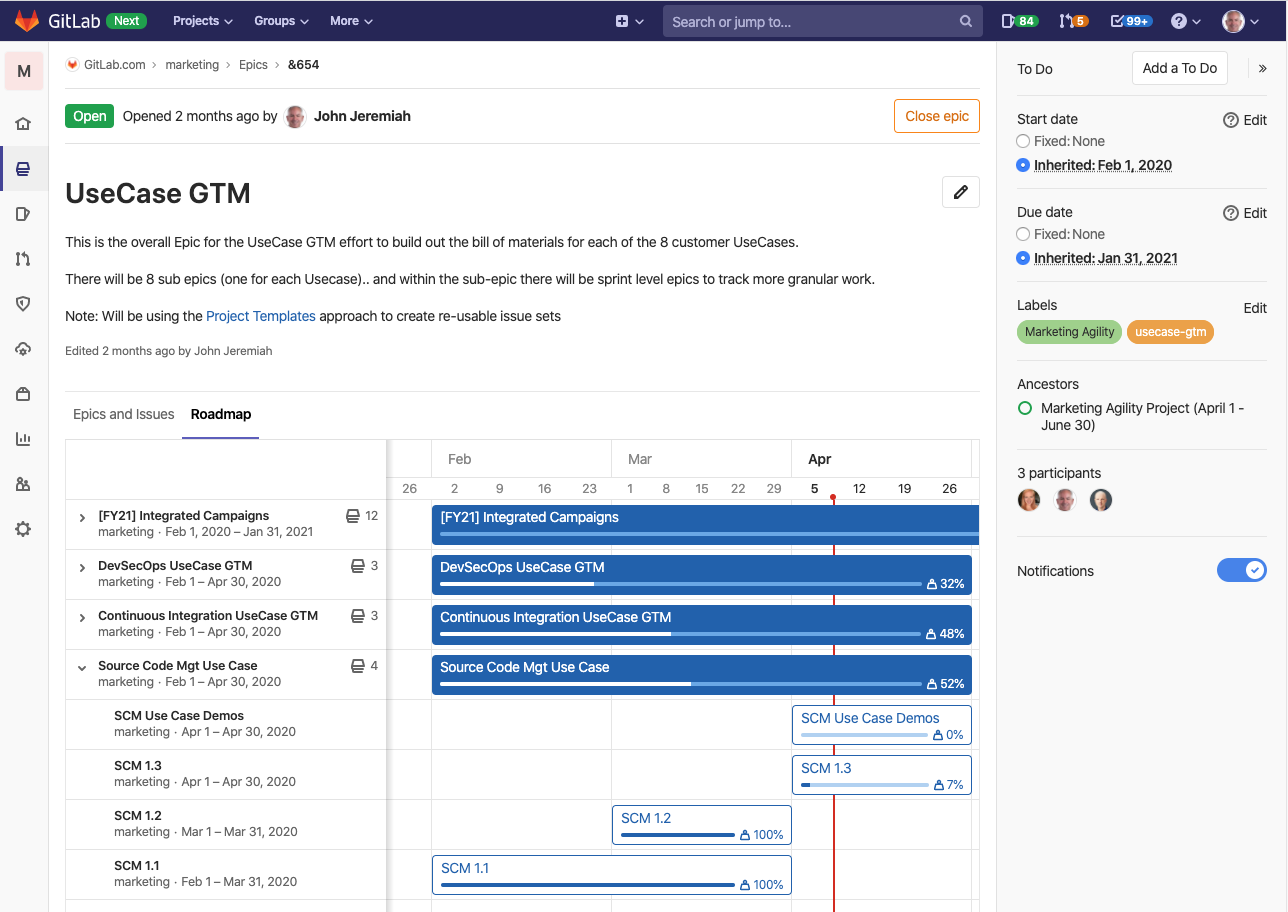 GitLab Next Projects Groups More Search or jump to... 84 5 99+
M
GitLab.com › marketing › Epics › &654
Open Opened 2 months ago by John Jeremiah Close epic
UseCase GTM
This is the overall Epic for the UseCase GTM effort to build out the bill of materials for each of the 8 customer UseCases.
There will be 8 sub epics (one for each Usecase).. and within the sub-epic there will be sprint level epics to track more granular work.
Note: Will be using the Project Templates approach to create re-usable issue sets
Edited 2 months ago by John Jeremiah
Epics and Issues Roadmap
Feb Mar Apr
26 2 9 16 23 1 8 15 22 29 5 12 19 26
[FY21] Integrated Campaigns 12
marketing · Feb 1, 2020 – Jan 31, 2021
[FY21] Integrated Campaigns
DevSecOps UseCase GTM 3
marketing · Feb 1 – Apr 30, 2020
DevSecOps UseCase GTM
32%
Continuous Integration UseCase GTM 3
marketing · Feb 1 – Apr 30, 2020
Continuous Integration UseCase GTM
48%
Source Code Mgt Use Case 4
marketing · Feb 1 – Apr 30, 2020
Source Code Mgt Use Case
52%
SCM Use Case Demos
marketing · Apr 1 – Apr 30, 2020
SCM Use Case Demos
0%
SCM 1.3
marketing · Apr 1 – Apr 30, 2020
SCM 1.3
7%
SCM 1.2
marketing · Mar 1 – Mar 31, 2020
SCM 1.2
100%
SCM 1.1
marketing · Feb 1 – Mar 31, 2020
SCM 1.1
100%
To Do Add a To Do »
Start date Edit
Fixed: None
Inherited: Feb 1, 2020
Due date Edit
Fixed: None
Inherited: Jan 31, 2021
Labels Edit
Marketing Agility usecase-gtm
Ancestors
Marketing Agility Project (April 1 -
June 30)
3 participants
Notifications